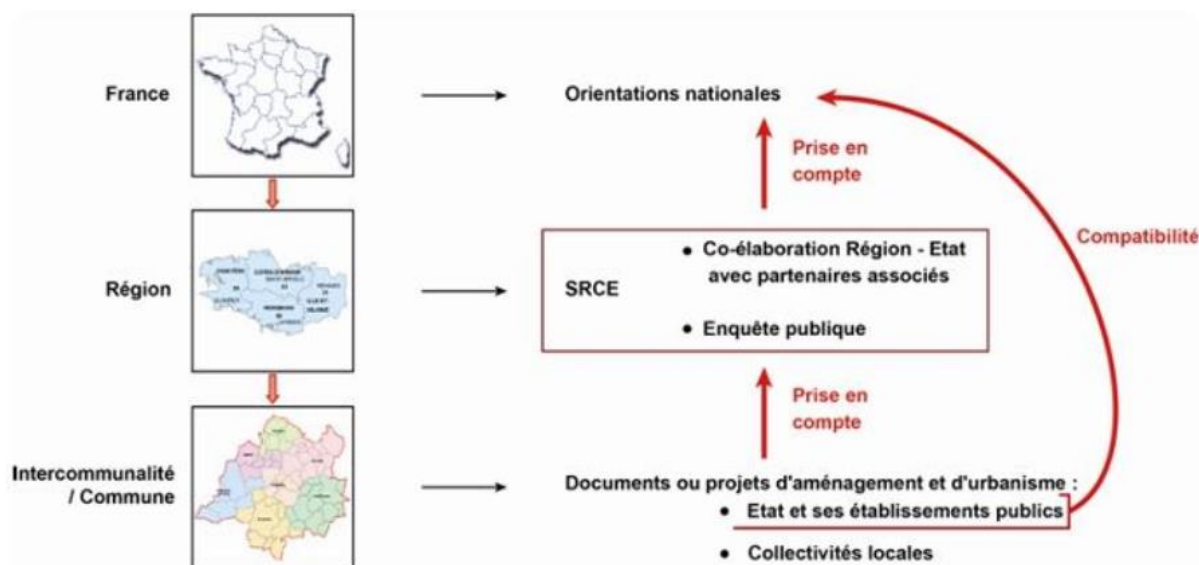 France
Orientations nationales
Prise en
compte
Compatibilité
Région
SRCE
• Co-élaboration Région - Etat
avec partenaires associés
• Enquête publique
Prise en
compte
Intercommunalité
/ Commune
Documents ou projets d'aménagement et d'urbanisme :
• Etat et ses établissements publics
• Collectivités locales